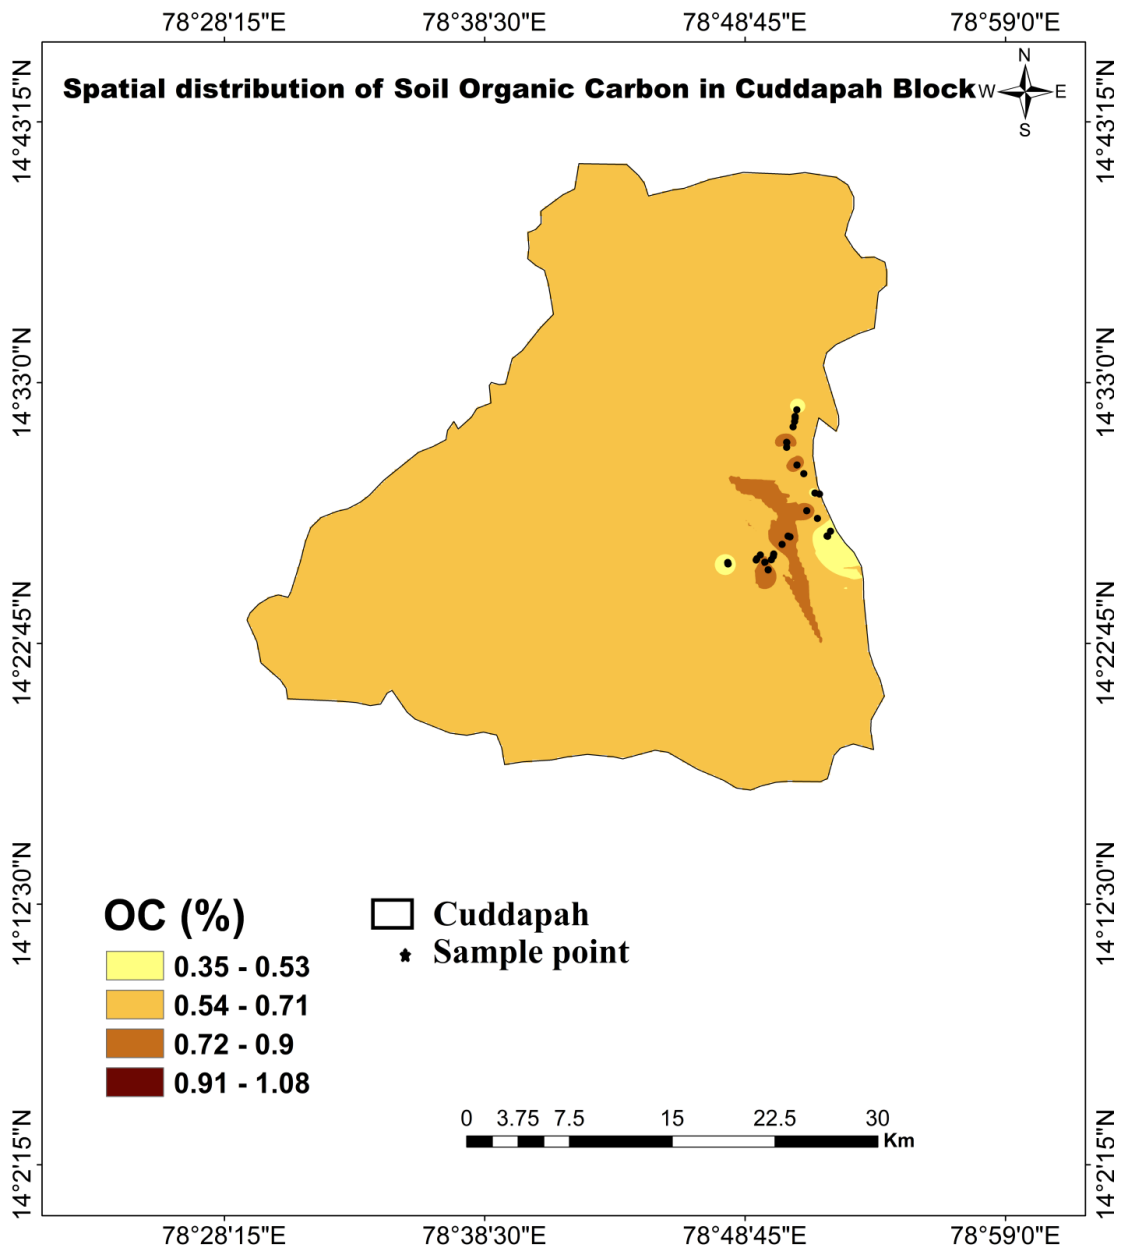 78°28'15"E 78°38'30"E 78°48'45"E 78°59'0"E
Spatial distribution of Soil Organic Carbon in Cuddapah Block
N
W E
S
14°43'15"N 14°43'15"N
14°33'0"N 14°33'0"N
14°22'45"N 14°22'45"N
14°12'30"N 14°12'30"N
OC (%)
0.35 - 0.53
0.54 - 0.71
0.72 - 0.9
0.91 - 1.08
Cuddapah
Sample point
0 3.75 7.5 15 22.5 30
Km
14°2'15"N 14°2'15"N
78°28'15"E 78°38'30"E 78°48'45"E 78°59'0"E